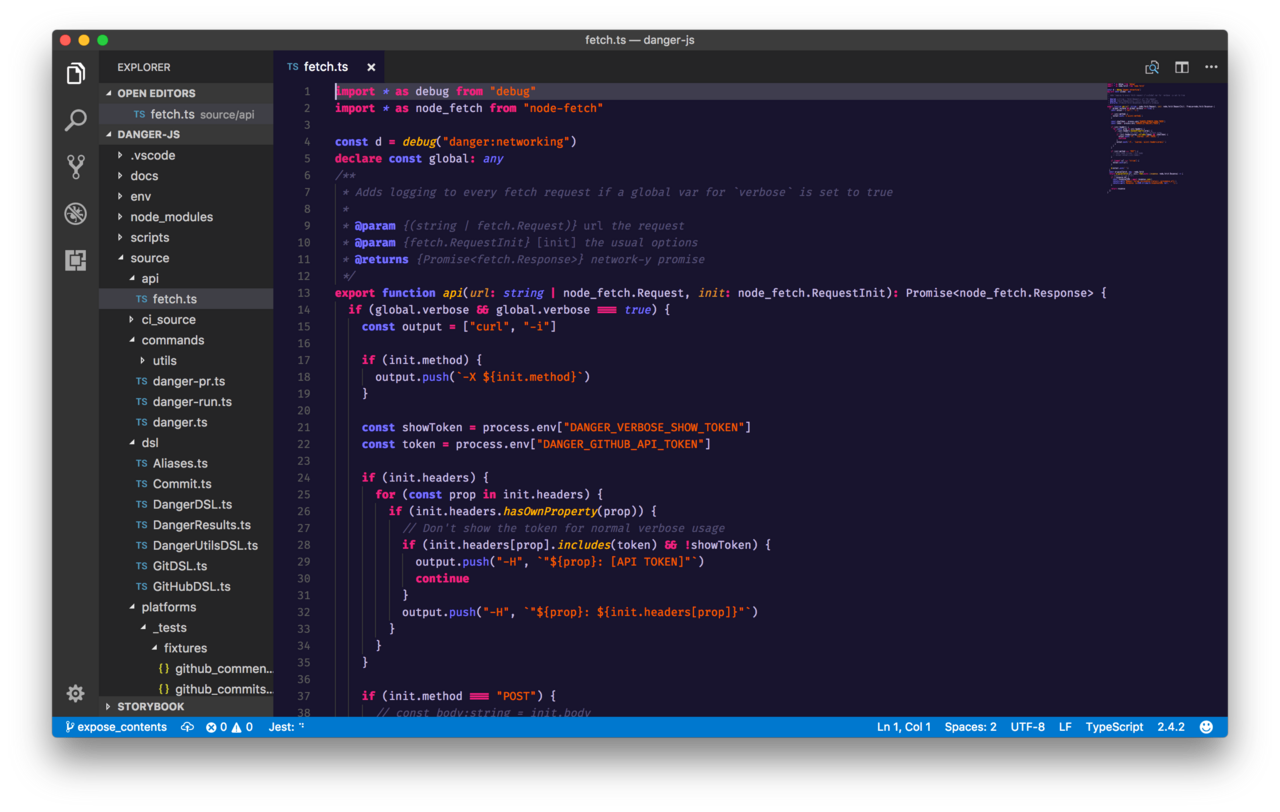 fetch.ts — danger-js
EXPLORER
OPEN EDITORS
TS fetch.ts source/api
DANGER-JS
.vscode
docs
env
node_modules
scripts
source
api
TS fetch.ts
ci_source
commands
utils
TS danger-pr.ts
TS danger-run.ts
TS danger.ts
dsl
TS Aliases.ts
TS Commit.ts
TS DangerDSL.ts
TS DangerResults.ts
TS DangerUtilsDSL.ts
TS GitDSL.ts
TS GitHubDSL.ts
platforms
_tests
fixtures
{} github_commen...
{} github_commits...
STORYBOOK
TS fetch.ts ×
1 import * as debug from "debug"
2 import * as node_fetch from "node-fetch"
3
4 const d = debug("danger:networking")
5 declare const global: any
6 /**
7 * Adds logging to every fetch request if a global var for `verbose` is set to true
8 *
9 * @param {(string | fetch.Request)} url the request
10 * @param {fetch.RequestInit} [init] the usual options
11 * @returns {Promise<fetch.Response>} network-y promise
12 */
13 export function api(url: string | node_fetch.Request, init: node_fetch.RequestInit): Promise<node_fetch.Response> {
14 if (global.verbose && global.verbose === true) {
15 const output = ["curl", "-i"]
16
17 if (init.method) {
18 output.push(`-X ${init.method}`)
19 }
20
21 const showToken = process.env["DANGER_VERBOSE_SHOW_TOKEN"]
22 const token = process.env["DANGER_GITHUB_API_TOKEN"]
23
24 if (init.headers) {
25 for (const prop in init.headers) {
26 if (init.headers.hasOwnProperty(prop)) {
27 // Don't show the token for normal verbose usage
28 if (init.headers[prop].includes(token) && !showToken) {
29 output.push("-H", `"${prop}: [API TOKEN]"`)
30 continue
31 }
32 output.push("-H", `"${prop}: ${init.headers[prop]}"`)
33 }
34 }
35 }
36
37 if (init.method === "POST") {
38 // const body:string = init.body
expose_contents 0 0 Jest: Ln 1, Col 1 Spaces: 2 UTF-8 LF TypeScript 2.4.2